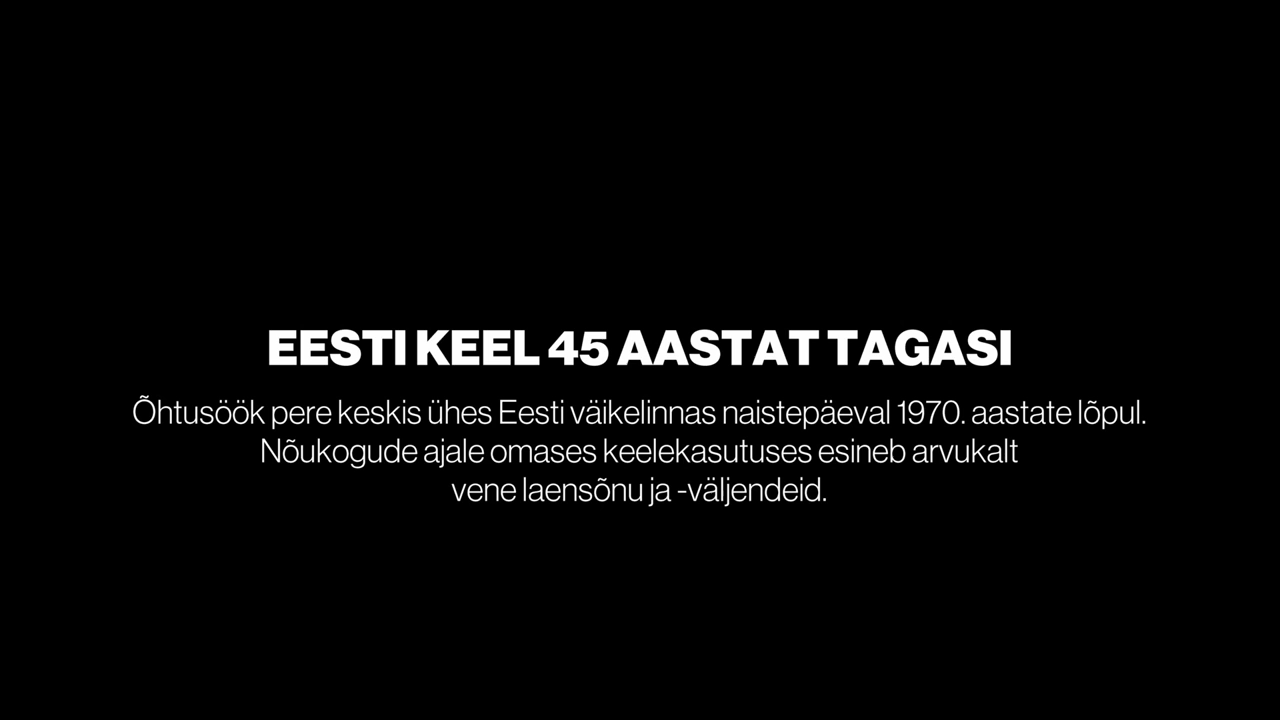 EESTI KEEL 45 AASTAT TAGASI
Õhtusöök pere keskis ühes Eesti väikelinnas naistepäeval 1970. aastate lõpul.
Nõukogude ajale omases keelekasutuses esineb arvukalt
vene laensõnu ja -väljendeid.